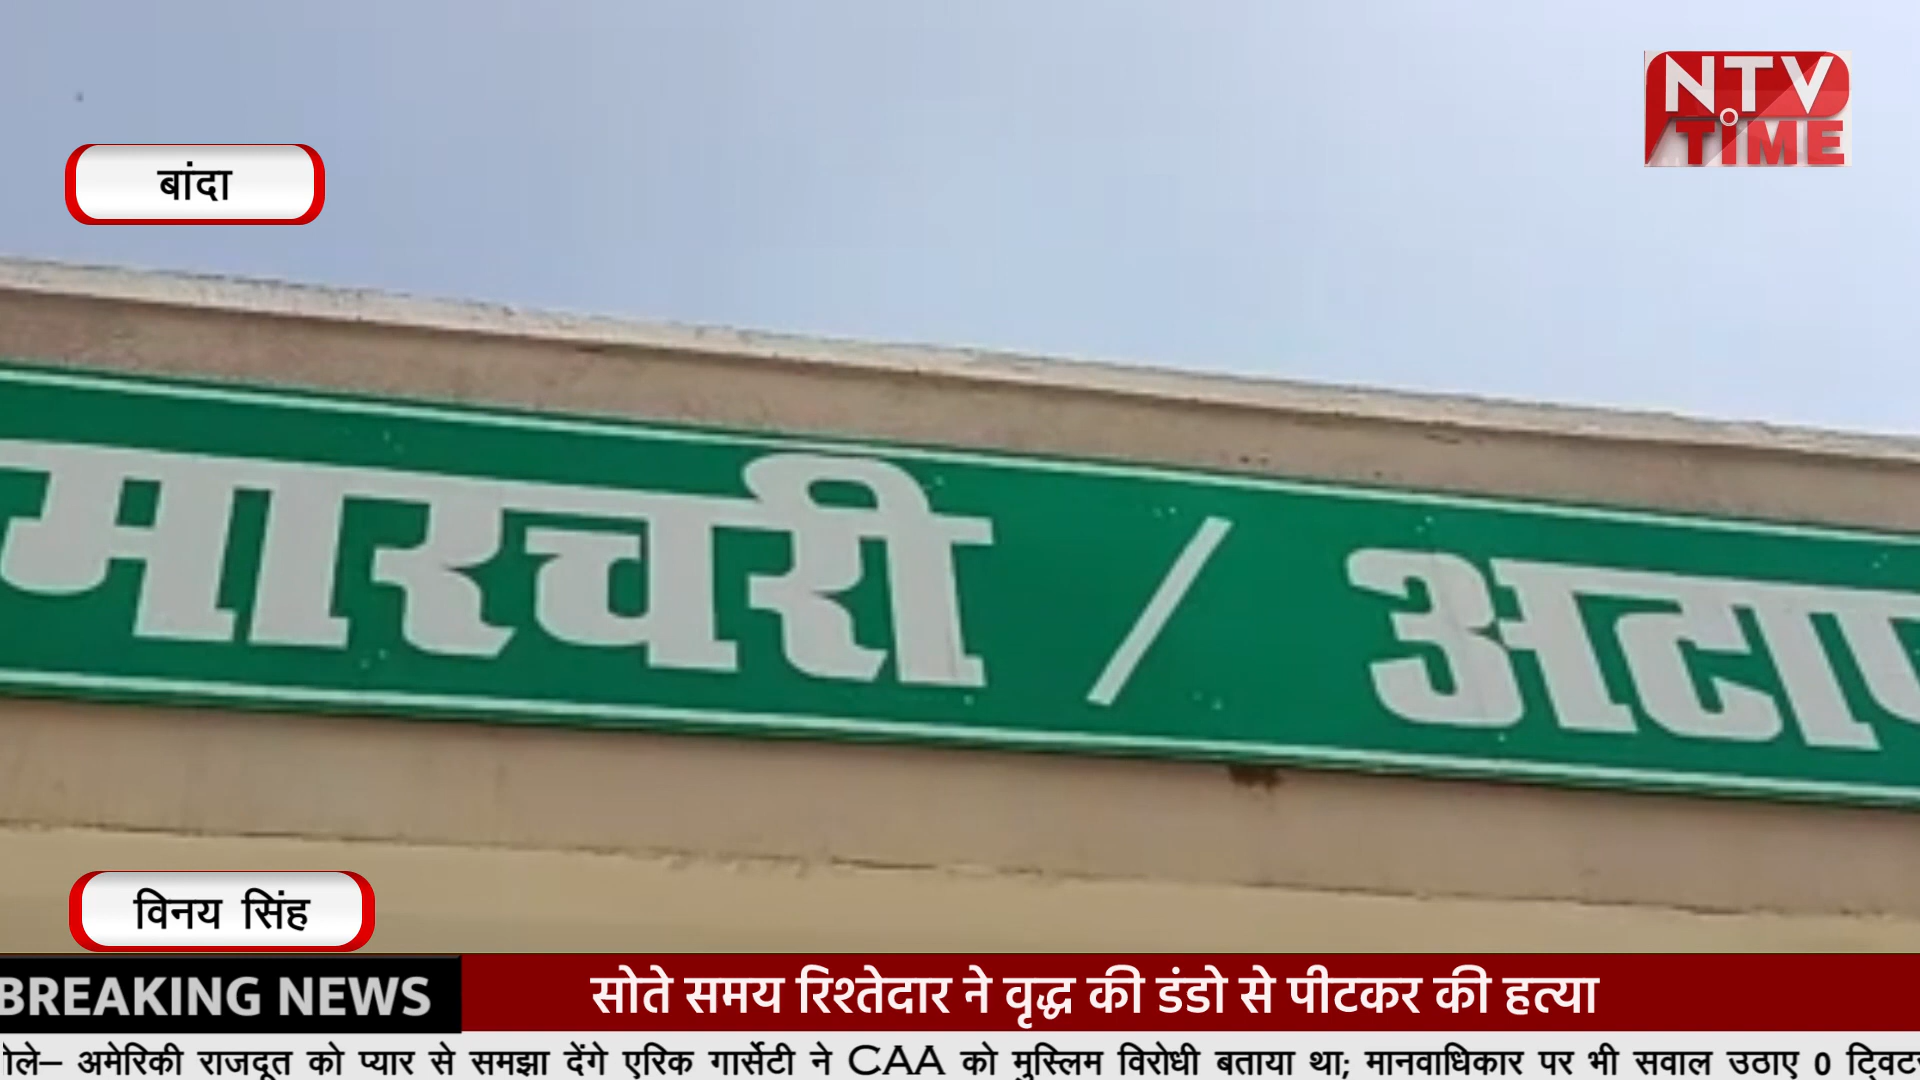 NTV
TIME
बांदा
मारचरी / अटाप
विनय सिंह
BREAKING NEWS
सोते समय रिश्तेदार ने वृद्ध की डंडो से पीटकर की हत्या
अमेरिकी राजदूत को प्यार से समझा देंगे एरिक गार्सेटी ने CAA को मुस्लिम विरोधी बताया था; मानवाधिकार पर भी सवाल उठाए 0